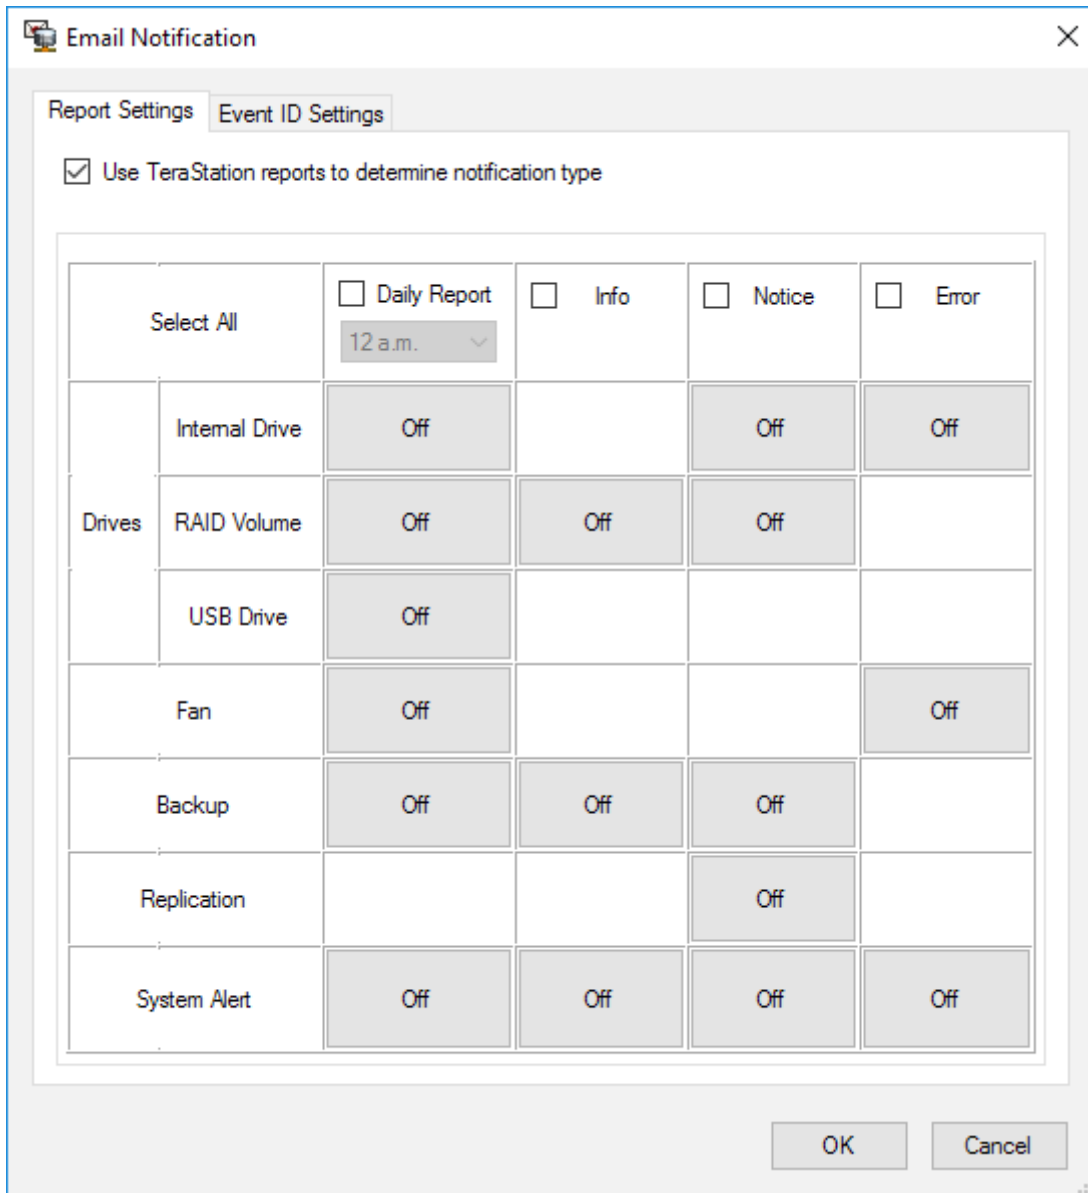 Email Notification
Report Settings
Event ID Settings
Use TeraStation reports to determine notification type
Select All
Daily Report
Info
Notice
Error
12 a.m.
Internal Drive
Off
Off
Off
Drives
RAID Volume
Off
Off
Off
USB Drive
Off
Fan
Off
Off
Backup
Off
Off
Off
Replication
Off
System Alert
Off
Off
Off
Off
OK
Cancel